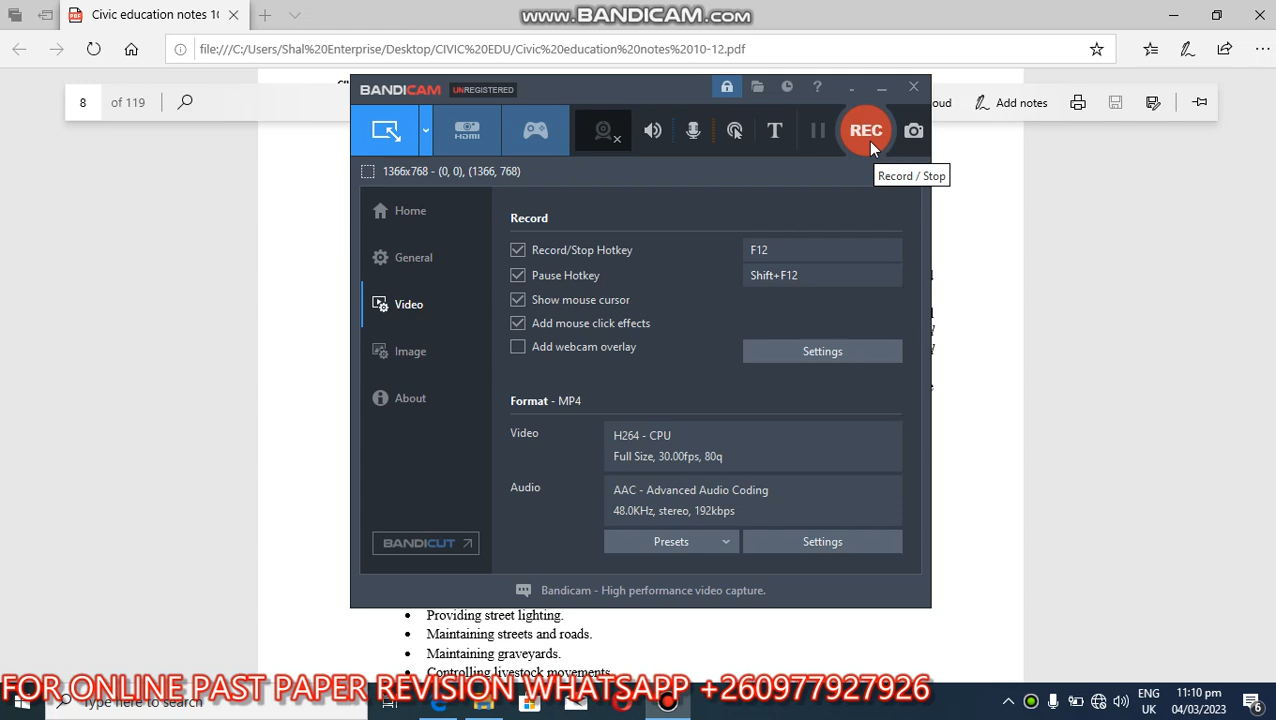 Civic education notes 10
www.BANDICAM.com
file:///C:/Users/Shal%20Enterprise/Desktop/CIVIC%20EDU/Civic%20education%20notes%2010-12.pdf
8 of 119
oud
Add notes
BANDICAM UNREGISTERED
HDMI
T
REC
1366x768 - (0, 0), (1366, 768)
Record / Stop
Home
General
Video
Image
About
BANDICUT
Record
Record/Stop Hotkey F12
Pause Hotkey Shift+F12
Show mouse cursor
Add mouse click effects
Add webcam overlay
Settings
Format - MP4
Video
H264 - CPU
Full Size, 30.00fps, 80q
Audio
AAC - Advanced Audio Coding
48.0KHz, stereo, 192kbps
Presets Settings
Bandicam - High performance video capture.
• Providing street lighting.
• Maintaining streets and roads.
• Maintaining graveyards.
• Controlling livestock movements
FOR ONLINE PAST PAPER REVISION WHATSAPP +260977927926
Type here to search
ENG
UK
11:10 pm
04/03/2023
6